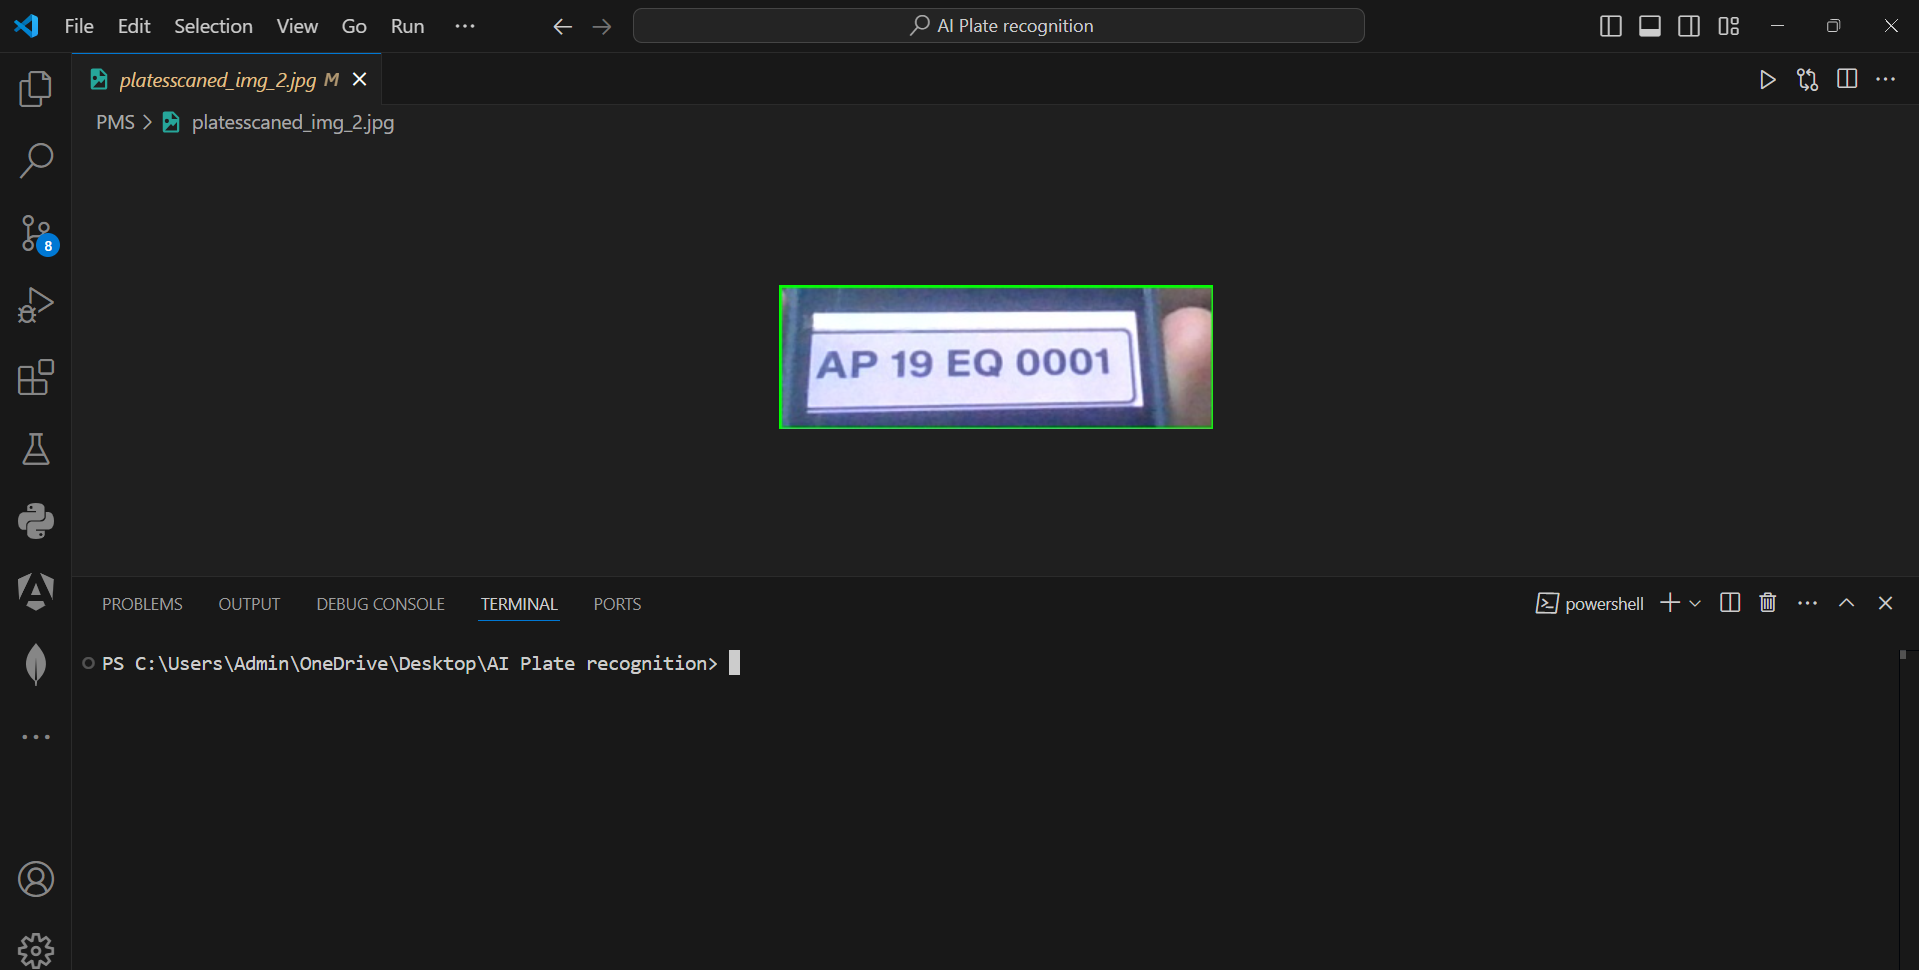 File Edit Selection View Go Run ···
AI Plate recognition
platesscaned_img_2.jpg M
PMS > platesscaned_img_2.jpg
8
AP 19 EQ 0001
PROBLEMS OUTPUT DEBUG CONSOLE TERMINAL PORTS
powershell
PS C:\Users\Admin\OneDrive\Desktop\AI Plate recognition>